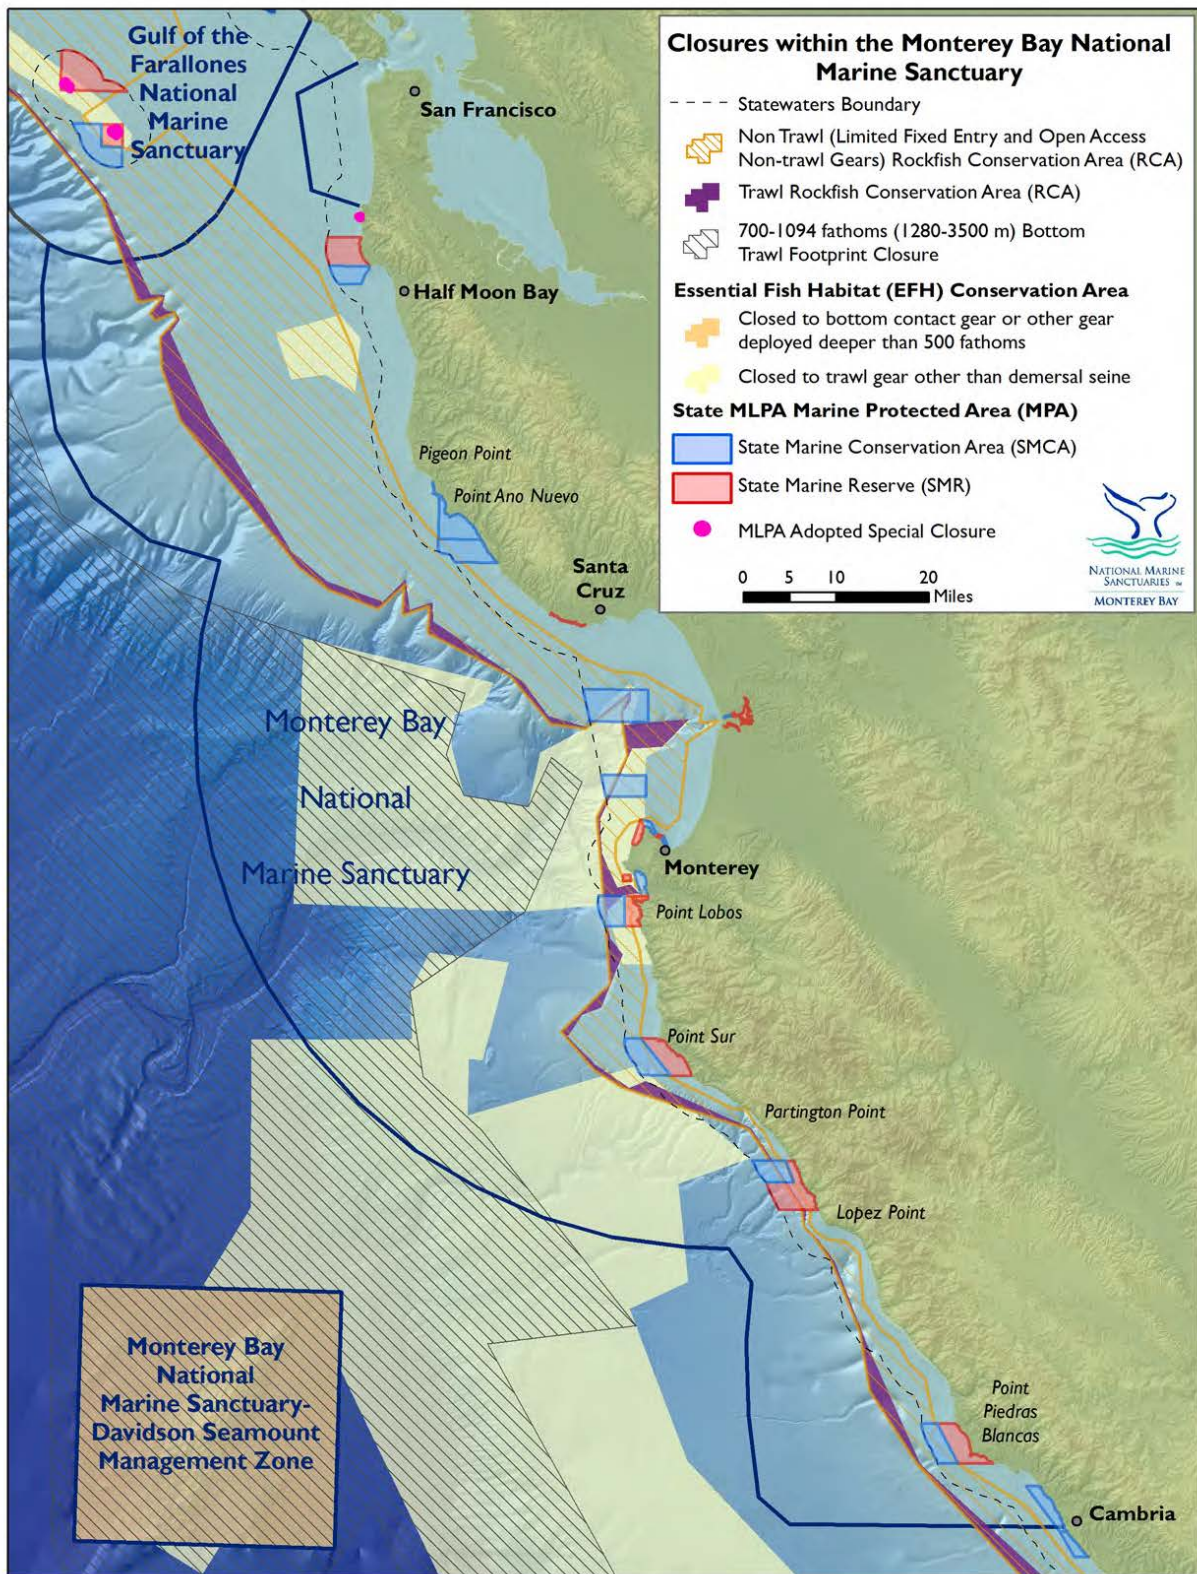 Gulf of the
Farallones
National
Marine
Sanctuary
San Francisco
Half Moon Bay
Pigeon Point
Point Ano Nuevo
Santa
Cruz
Closures within the Monterey Bay National
Marine Sanctuary
Statewaters Boundary
Non Trawl (Limited Fixed Entry and Open Access
Non-trawl Gears) Rockfish Conservation Area (RCA)
Trawl Rockfish Conservation Area (RCA)
700-1094 fathoms (1280-3500 m) Bottom
Trawl Footprint Closure
Essential Fish Habitat (EFH) Conservation Area
Closed to bottom contact gear or other gear
deployed deeper than 500 fathoms
Closed to trawl gear other than demersal seine
State MLPA Marine Protected Area (MPA)
State Marine Conservation Area (SMCA)
State Marine Reserve (SMR)
MLPA Adopted Special Closure
0 5 10 20
Miles
NATIONAL MARINE
SANCTUARIES TM
MONTEREY BAY
Monterey Bay
National
Marine Sanctuary
Monterey
Point Lobos
Point Sur
Partington Point
Lopez Point
Point
Piedras
Blancas
Cambria
Monterey Bay
National
Marine Sanctuary-
Davidson Seamount
Management Zone